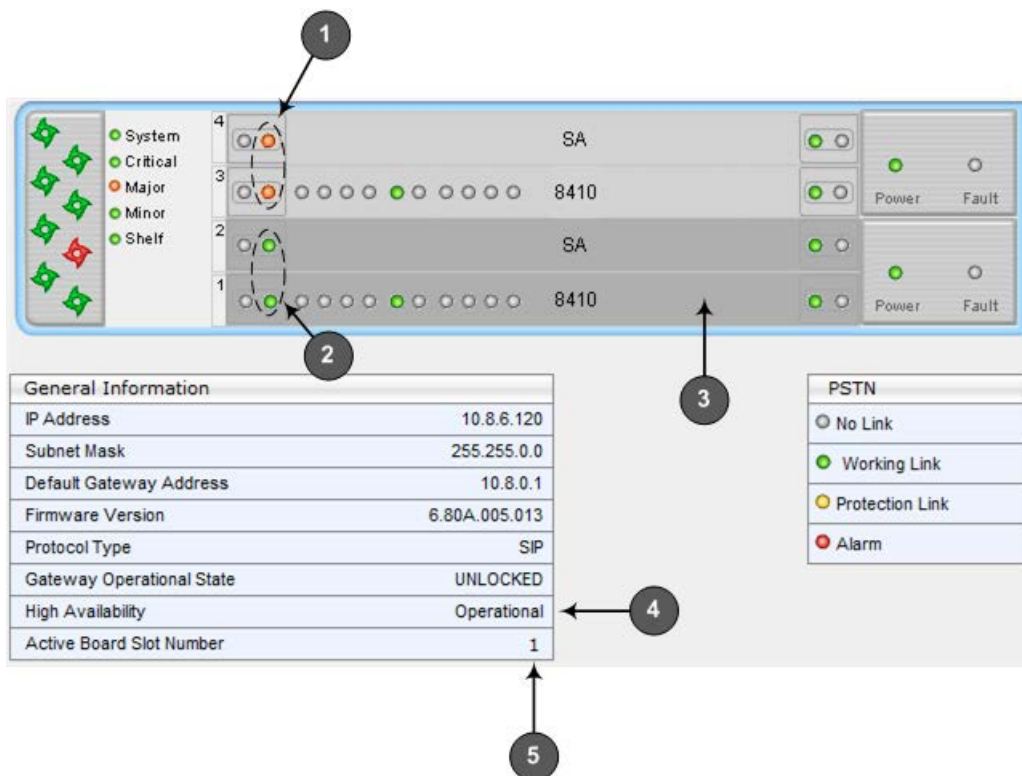 1
4
System
SA
Critical
3
Major
8410
Power Fault
Minor
2
Shelf
SA
1
8410
Power Fault
2
3
General Information
IP Address 10.8.6.120
Subnet Mask 255.255.0.0
Default Gateway Address 10.8.0.1
Firmware Version 6.80A.005.013
Protocol Type SIP
Gateway Operational State UNLOCKED
High Availability Operational
Active Board Slot Number 1
PSTN
No Link
Working Link
Protection Link
Alarm
4
5